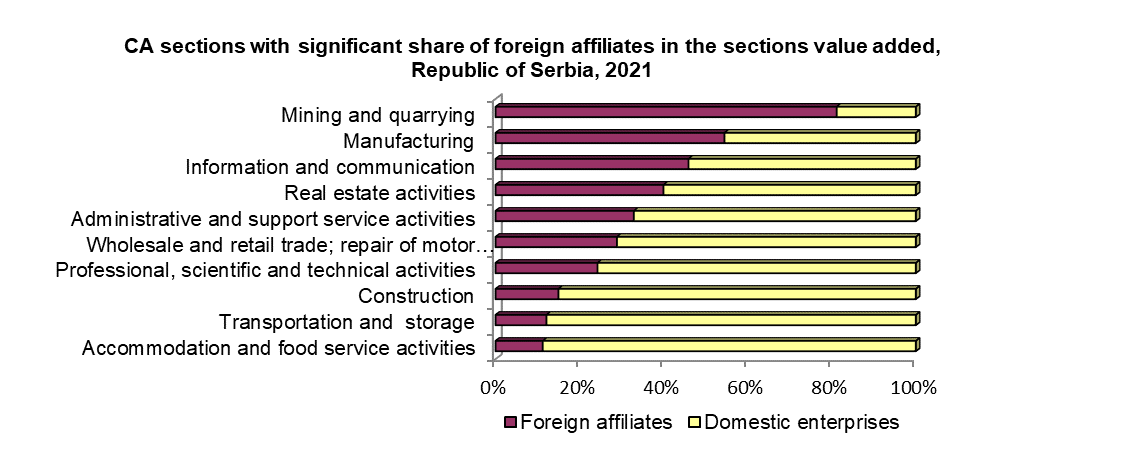 CA sections with significant share of foreign affiliates in the sections value added,
Republic of Serbia, 2021
Mining and quarrying
Manufacturing
Information and communication
Real estate activities
Administrative and support service activities
Wholesale and retail trade; repair of motor…
Professional, scientific and technical activities
Construction
Transportation and  storage
Accommodation and food service activities
0% 20% 40% 60% 80% 100%
Foreign affiliates Domestic enterprises